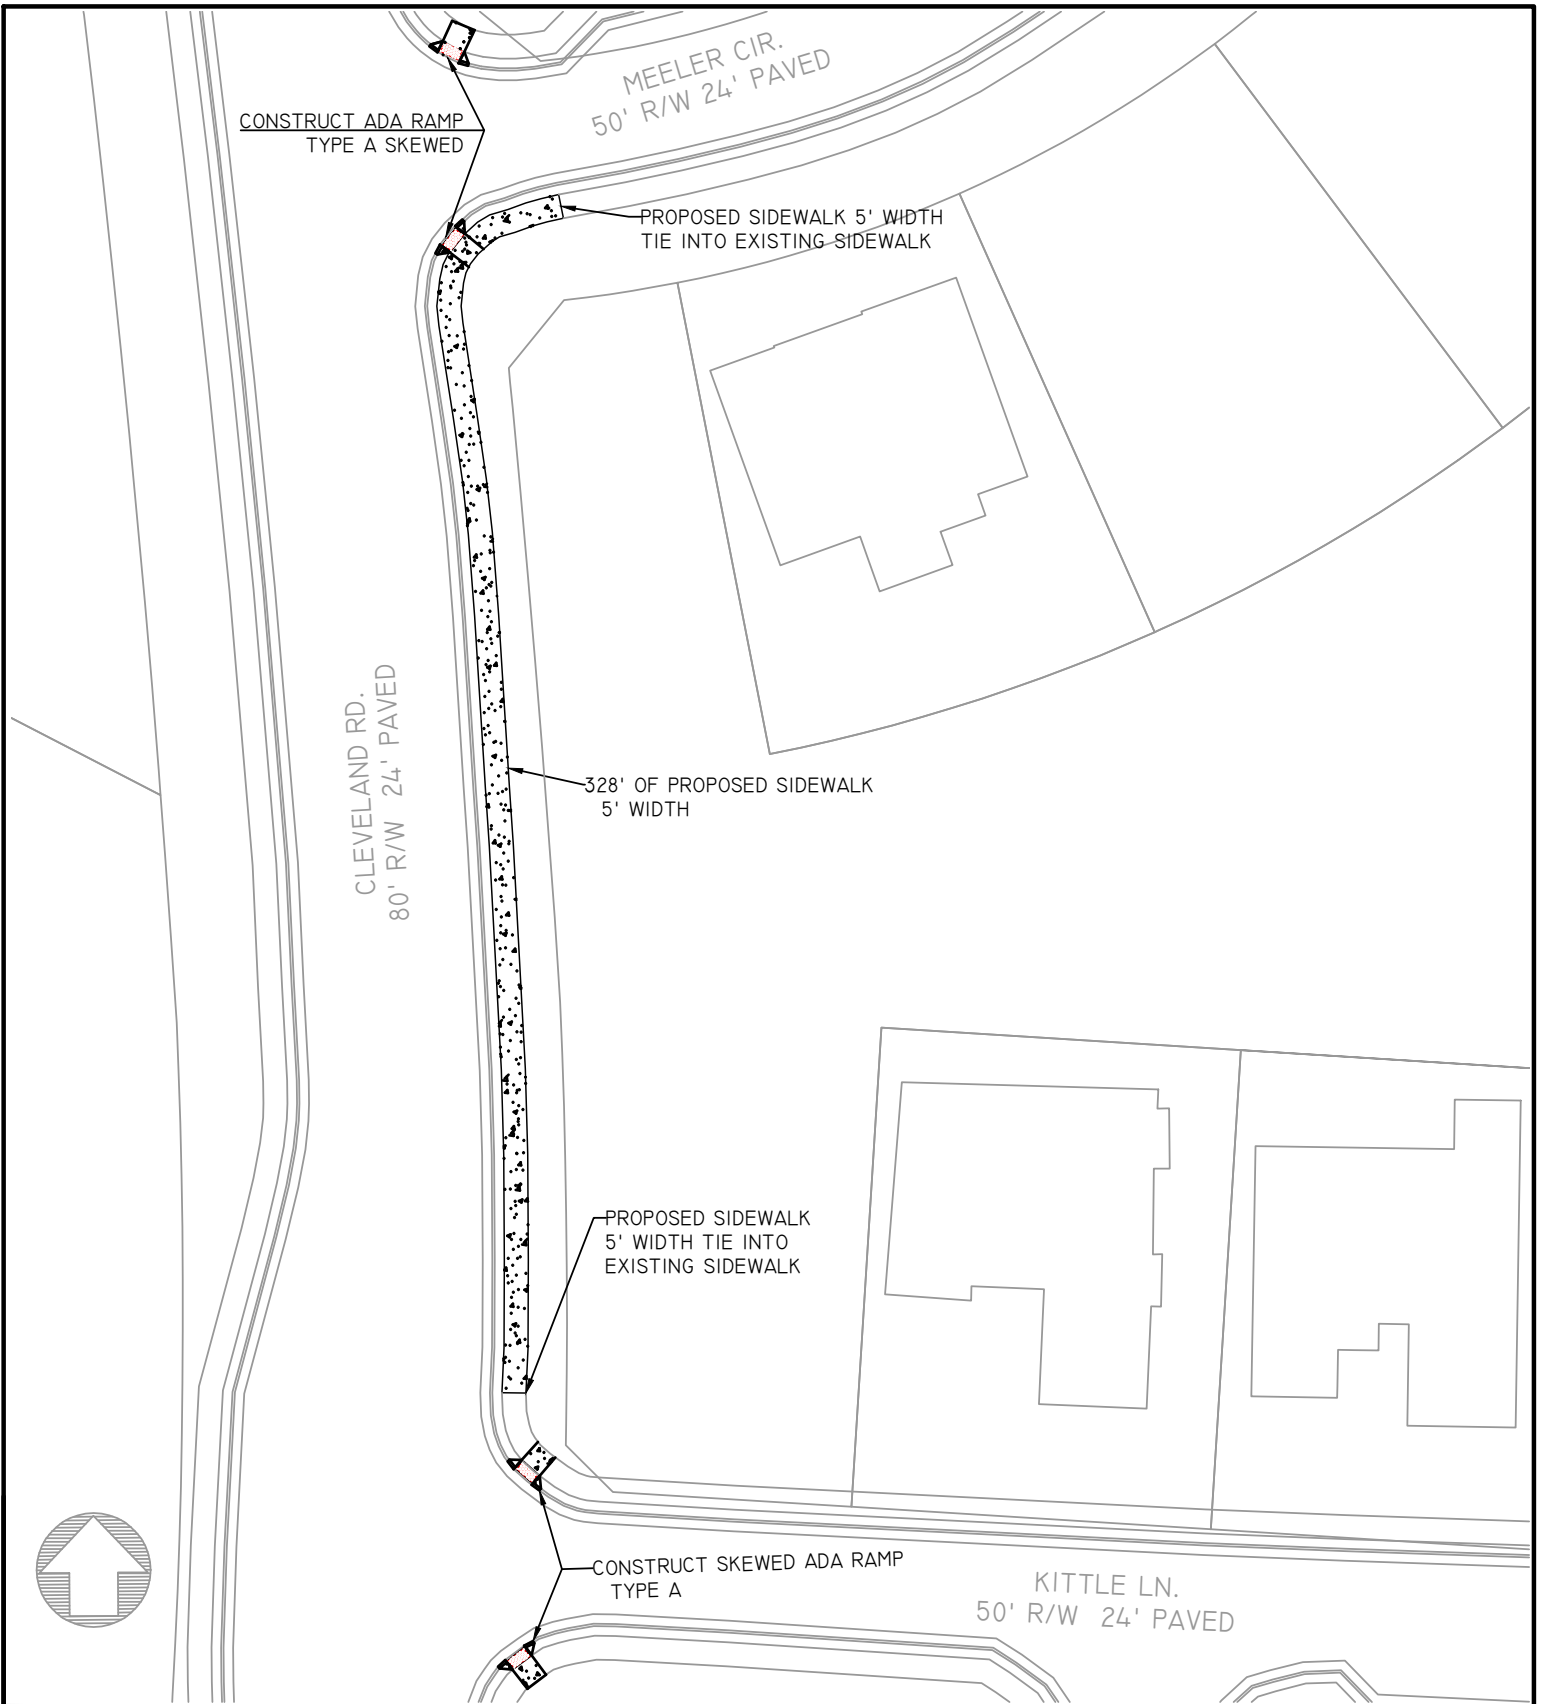 MEELER CIR.
50' R/W 24' PAVED
CONSTRUCT ADA RAMP
TYPE A SKEWED
PROPOSED SIDEWALK 5' WIDTH
TIE INTO EXISTING SIDEWALK
CLEVELAND RD.
80' R/W 24' PAVED
328' OF PROPOSED SIDEWALK
5' WIDTH
PROPOSED SIDEWALK
5' WIDTH TIE INTO
EXISTING SIDEWALK
CONSTRUCT SKEWED ADA RAMP
TYPE A
KITTLE LN.
50' R/W 24' PAVED